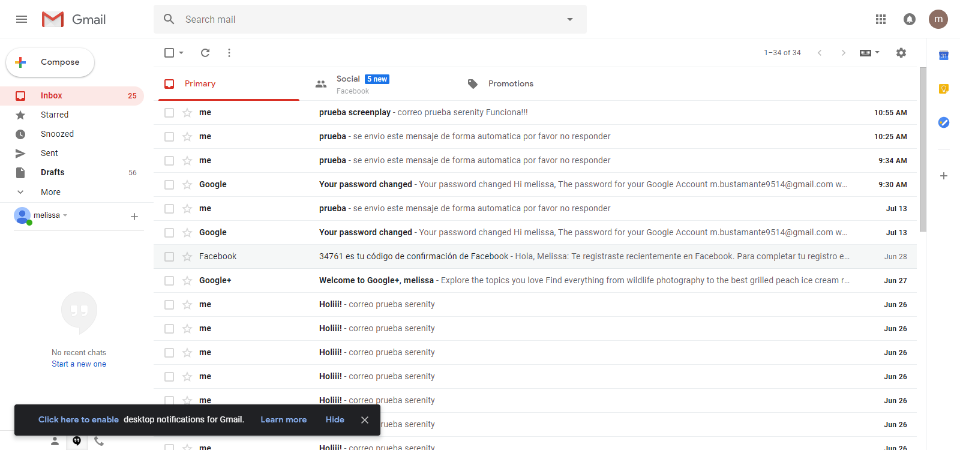 Gmail
Search mail
m
Compose
1–34 of 34
31
Primary
Social 5 new
Facebook
Promotions
Inbox 25
Starred
Snoozed
Sent
Drafts 56
More
melissa
me prueba screenplay - correo prueba serenity Funciona!!! 10:55 AM
me prueba - se envio este mensaje de forma automatica por favor no responder 10:25 AM
me prueba - se envio este mensaje de forma automatica por favor no responder 9:34 AM
Google Your password changed - Your password changed Hi melissa, The password for your Google Account m.bustamante9514@gmail.com w... 9:30 AM
me prueba - se envio este mensaje de forma automatica por favor no responder Jul 13
Google Your password changed - Your password changed Hi melissa, The password for your Google Account m.bustamante9514@gmail.com w... Jul 13
Facebook 34761 es tu código de confirmación de Facebook - Hola, Melissa: Te registraste recientemente en Facebook. Para completar tu registro e... Jun 28
Google+ Welcome to Google+, melissa - Explore the topics you love Find everything from wildlife photography to the best grilled peach ice cream r... Jun 27
me Holiii! - correo prueba serenity Jun 26
me Holiii! - correo prueba serenity Jun 26
me Holiii! - correo prueba serenity Jun 26
me Holiii! - correo prueba serenity Jun 26
me Holiii! - correo prueba serenity Jun 26
correo prueba serenity Jun 26
me Holiii! - correo prueba serenity Jun 26
No recent chats
Start a new one
Click here to enable desktop notifications for Gmail. Learn more Hide